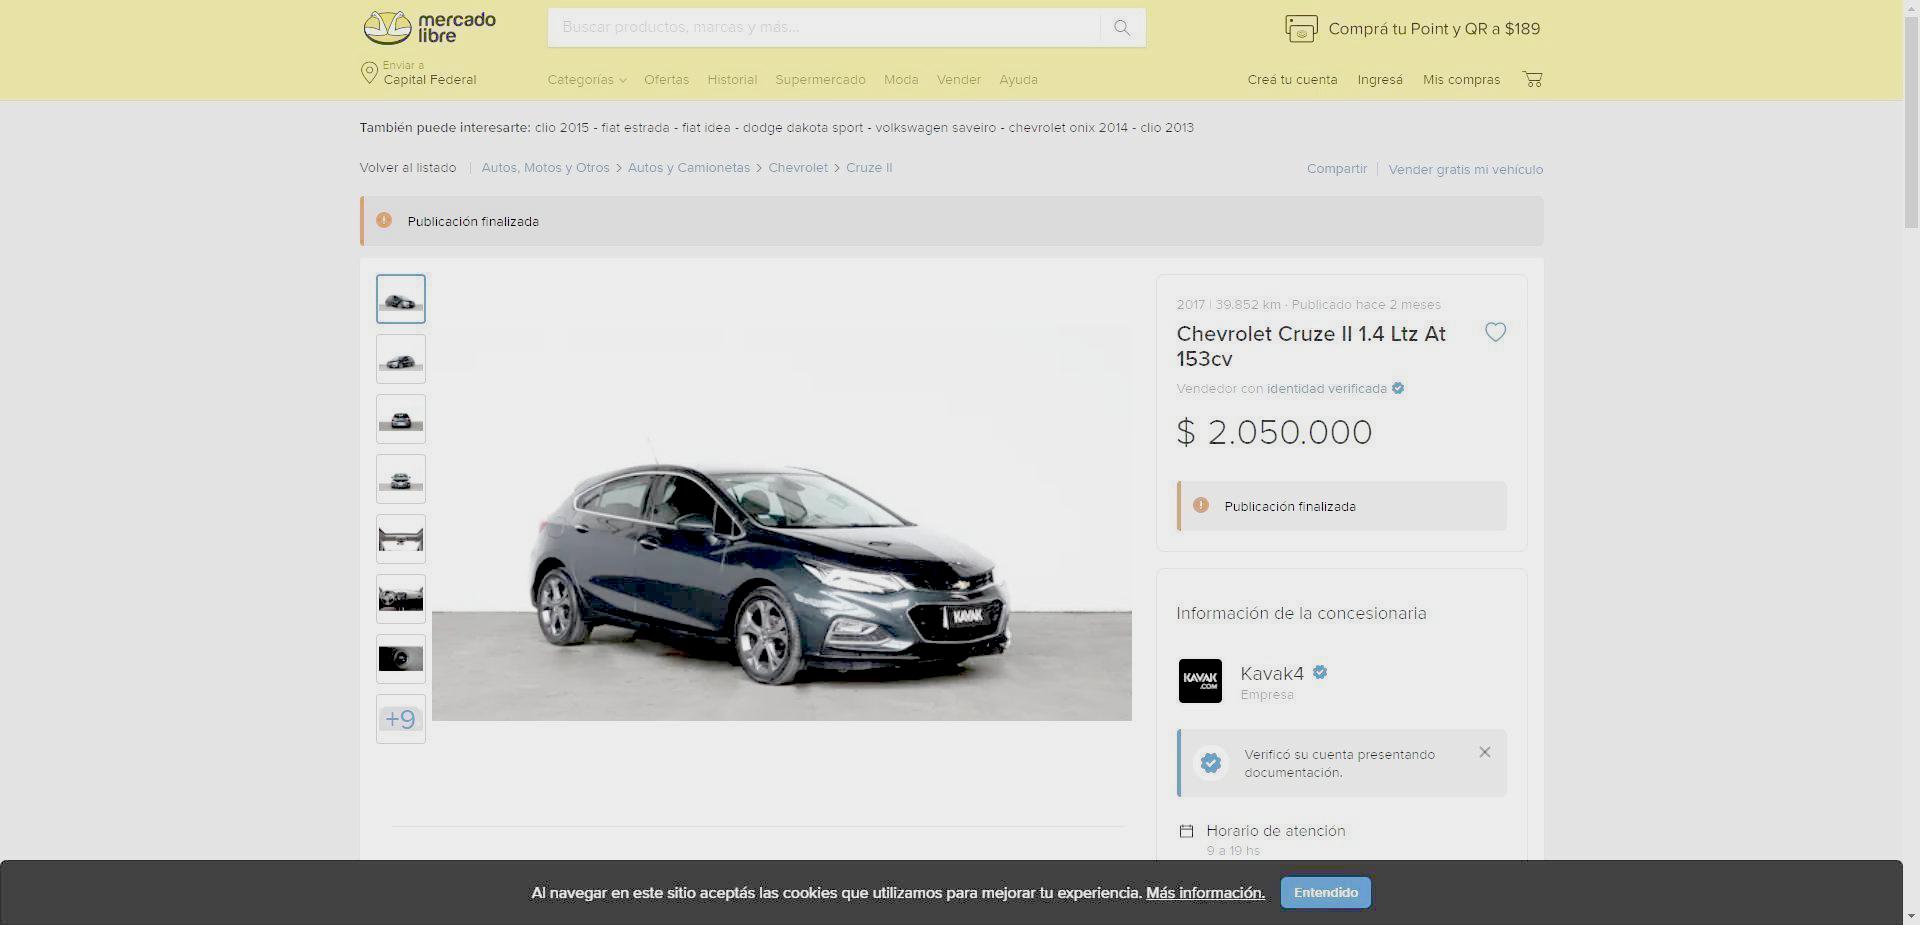 mercado libre
Buscar productos, marcas y más...
Comprá tu Point y QR a $189
Enviar a
Capital Federal
Categorías Ofertas Historial Supermercado Moda Vender Ayuda
Creá tu cuenta Ingresá Mis compras
También puede interesarte: clio 2015 - fiat estrada - fiat idea - dodge dakota sport - volkswagen saveiro - chevrolet onix 2014 - clio 2013
Volver al listado | Autos, Motos y Otros > Autos y Camionetas > Chevrolet > Cruze II
Compartir | Vender gratis mi vehículo
Publicación finalizada
+9
KAVAK
2017 | 39.852 km · Publicado hace 2 meses
Chevrolet Cruze II 1.4 Ltz At
153cv
Vendedor con identidad verificada
$ 2.050.000
Publicación finalizada
Información de la concesionaria
KAVAK
.COM
Kavak4
Empresa
Verificó su cuenta presentando
documentación.
Horario de atención
9 a 19 hs
Al navegar en este sitio aceptás las cookies que utilizamos para mejorar tu experiencia. Más información. Entendido